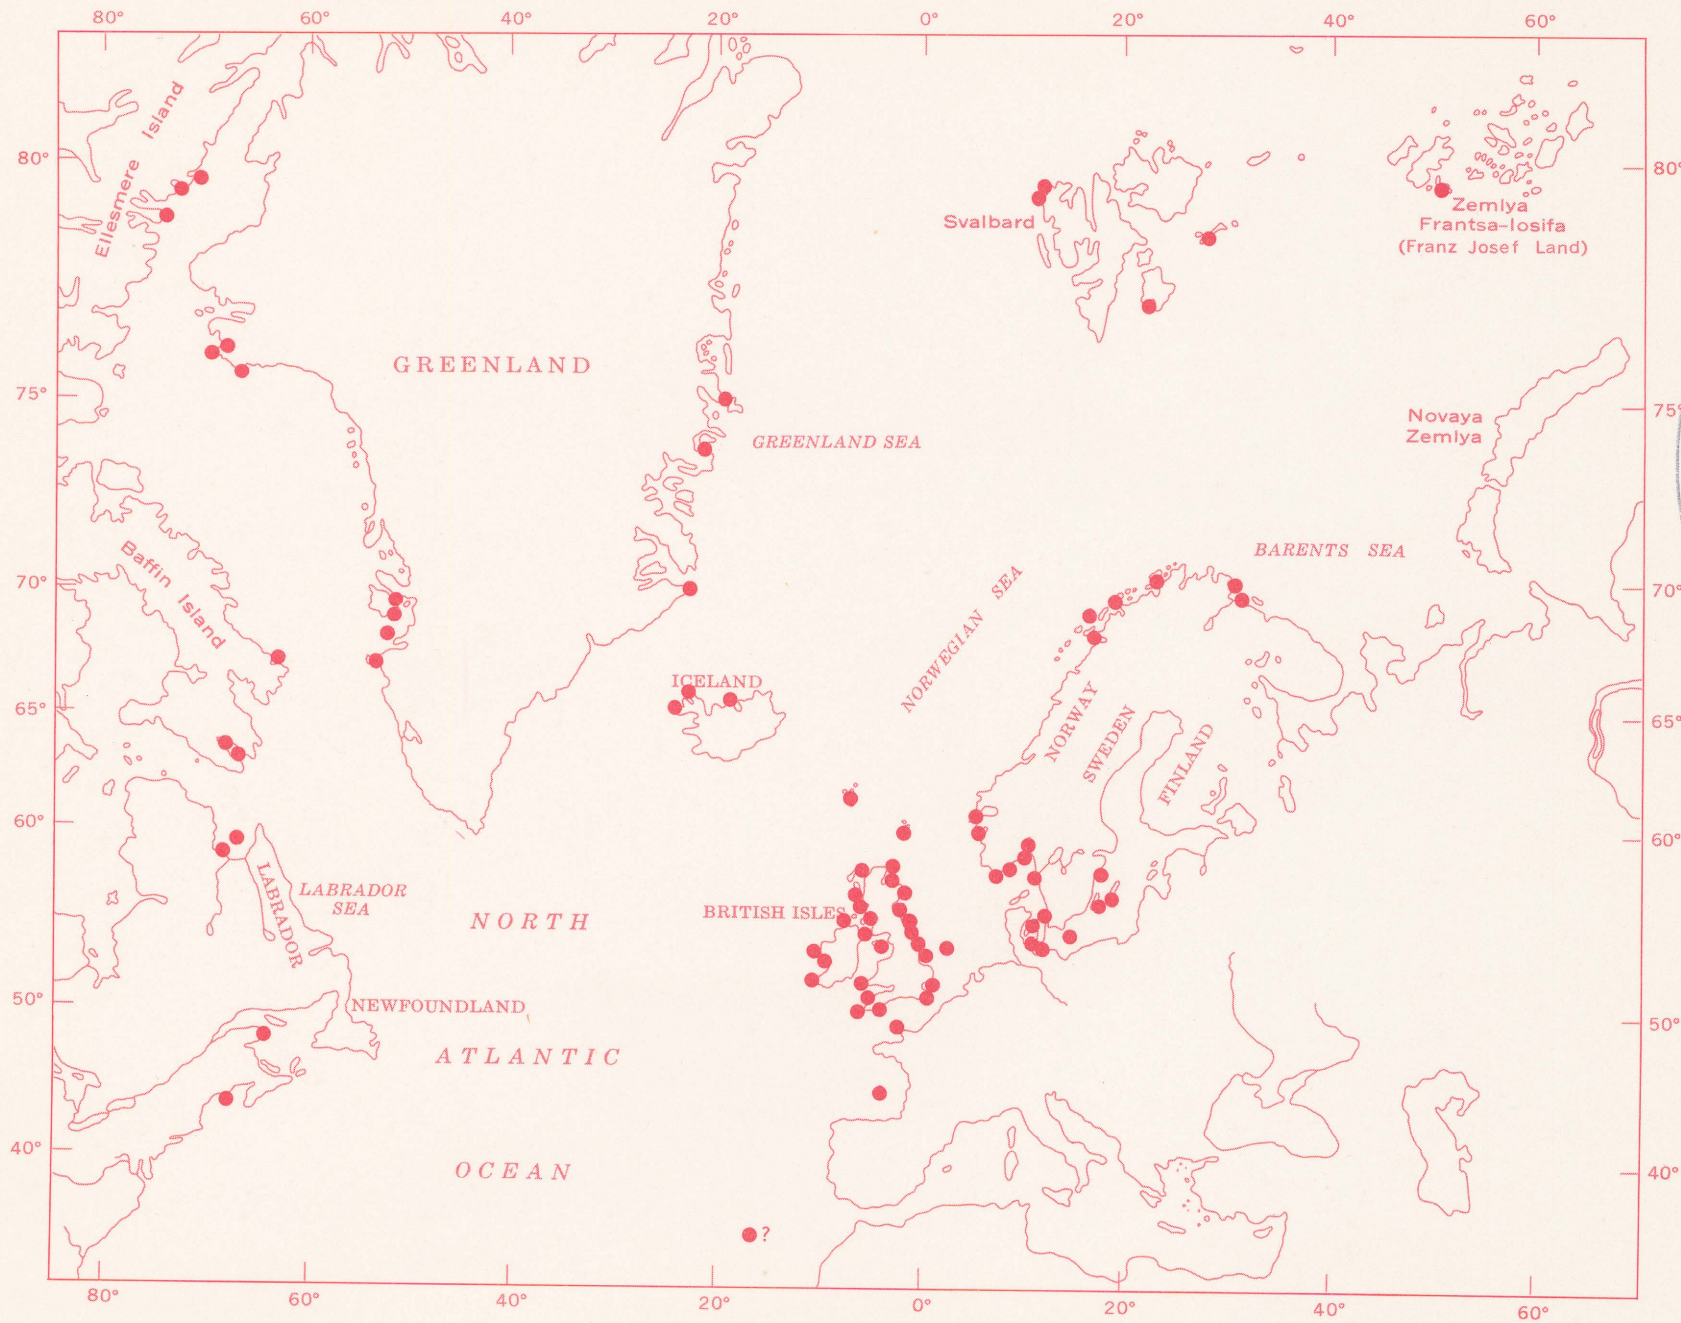 80° 60° 40° 20° 0° 20° 40° 60°
80° 80°
Ellesmere Island
Svalbard
Zemlya
Frantsa-Iosifa
(Franz Josef Land)
GREENLAND
75° 75°
Novaya
Zemlya
GREENLAND SEA
BARENTS SEA
Baffin Island
70° 70°
NORWEGIAN SEA
ICELAND
65° 65°
NORWAY
SWEDEN
FINLAND
60° 60°
LABRADOR
LABRADOR
SEA
NORTH
BRITISH ISLES
50° 50°
NEWFOUNDLAND
ATLANTIC
40° 40°
OCEAN
?
80° 60° 40° 20° 0° 20° 40° 60°